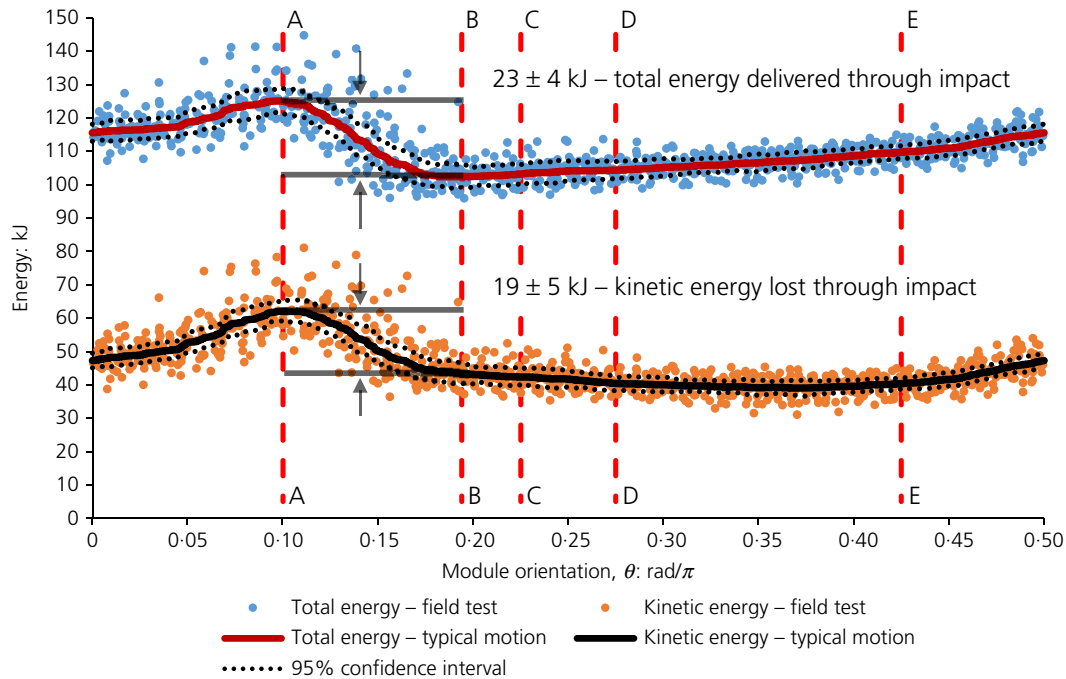 150
140
130
120
110
100
90
80
70
60
50
40
30
20
10
0
Energy: kJ
A
B
C
D
E
23 ± 4 kJ – total energy delivered through impact
19 ± 5 kJ – kinetic energy lost through impact
A
B
C
D
E
0
0·05
0·10
0·15
0·20
0·25
0·30
0·35
0·40
0·45
0·50
Module orientation, θ: rad/π
Total energy – field test
Kinetic energy – field test
Total energy – typical motion
Kinetic energy – typical motion
95% confidence interval